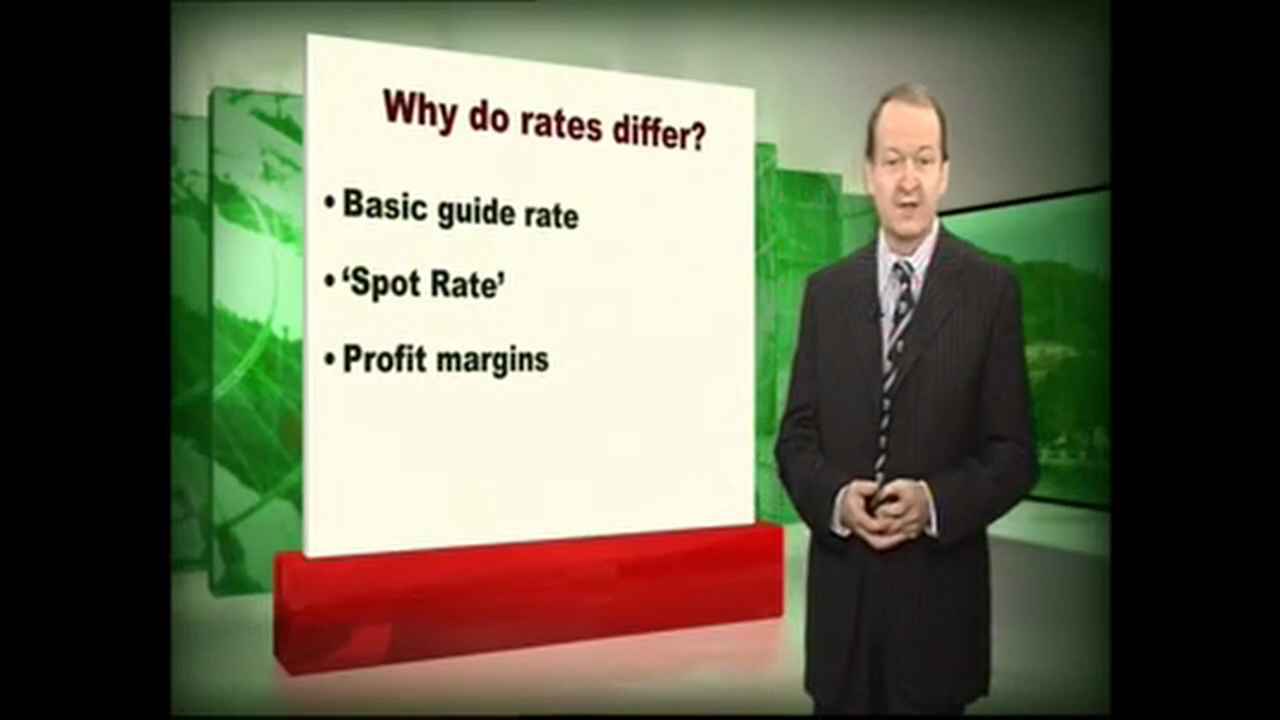 Why do rates differ?
• Basic guide rate
• ‘Spot Rate’
• Profit margins